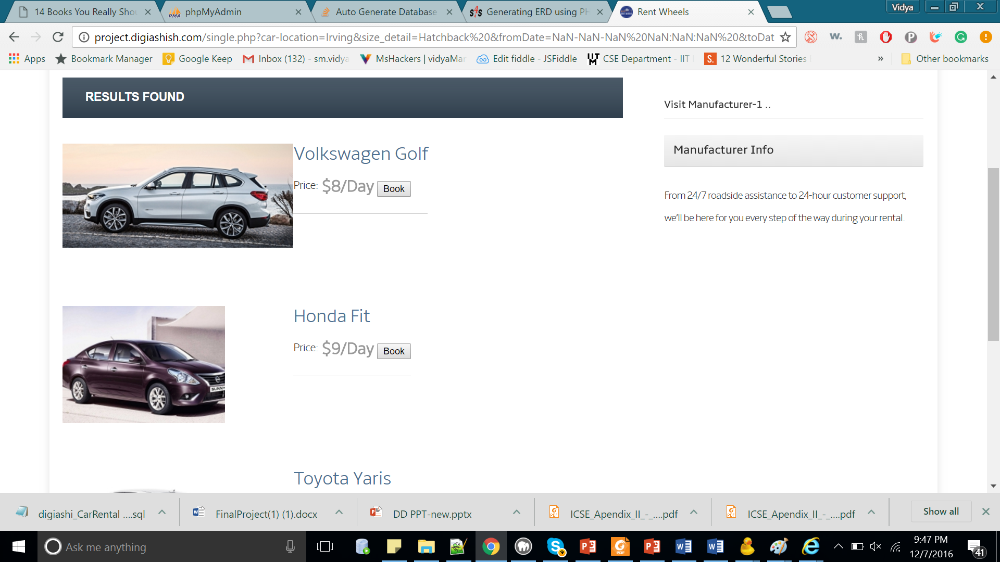 14 Books You Really Shou
phpMyAdmin
Auto Generate Database
Generating ERD using PH
Rent Wheels
Vidya
project.digiashish.com/single.php?car-location=Irving&size_detail=Hatchback%20&fromDate=NaN-NaN-NaN%20NaN:NaN:NaN%20&toDat
Apps
Bookmark Manager
Google Keep
Inbox (132) - sm.vidya
MsHackers | vidyaMar
Edit fiddle - JSFiddle
CSE Department - IIT
12 Wonderful Stories
»
Other bookmarks
RESULTS FOUND
Visit Manufacturer-1 ..
Manufacturer Info
From 24/7 roadside assistance to 24-hour customer support,
we'll be here for you every step of the way during your rental.
Volkswagen Golf
Price: $8/Day Book
Honda Fit
Price: $9/Day Book
SUNNY
Toyota Yaris
digiashi_CarRental ....sql
FinalProject(1) (1).docx
DD PPT-new.pptx
ICSE_Apendix_II_-_....pdf
ICSE_Apendix_II_-_....pdf
Show all
Ask me anything
9
9:47 PM
12/7/2016
41